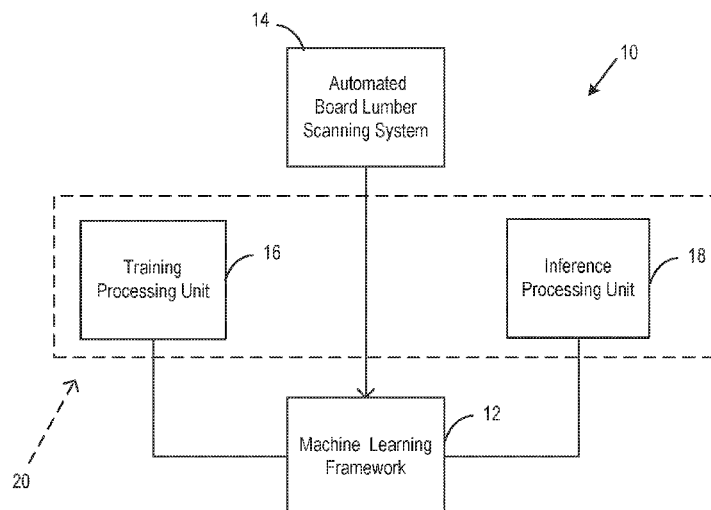 14
10
Automated
Board Lumber
Scanning System
Training
Processing Unit
16
Inference
Processing Unit
18
Machine Learning
Framework
12
20